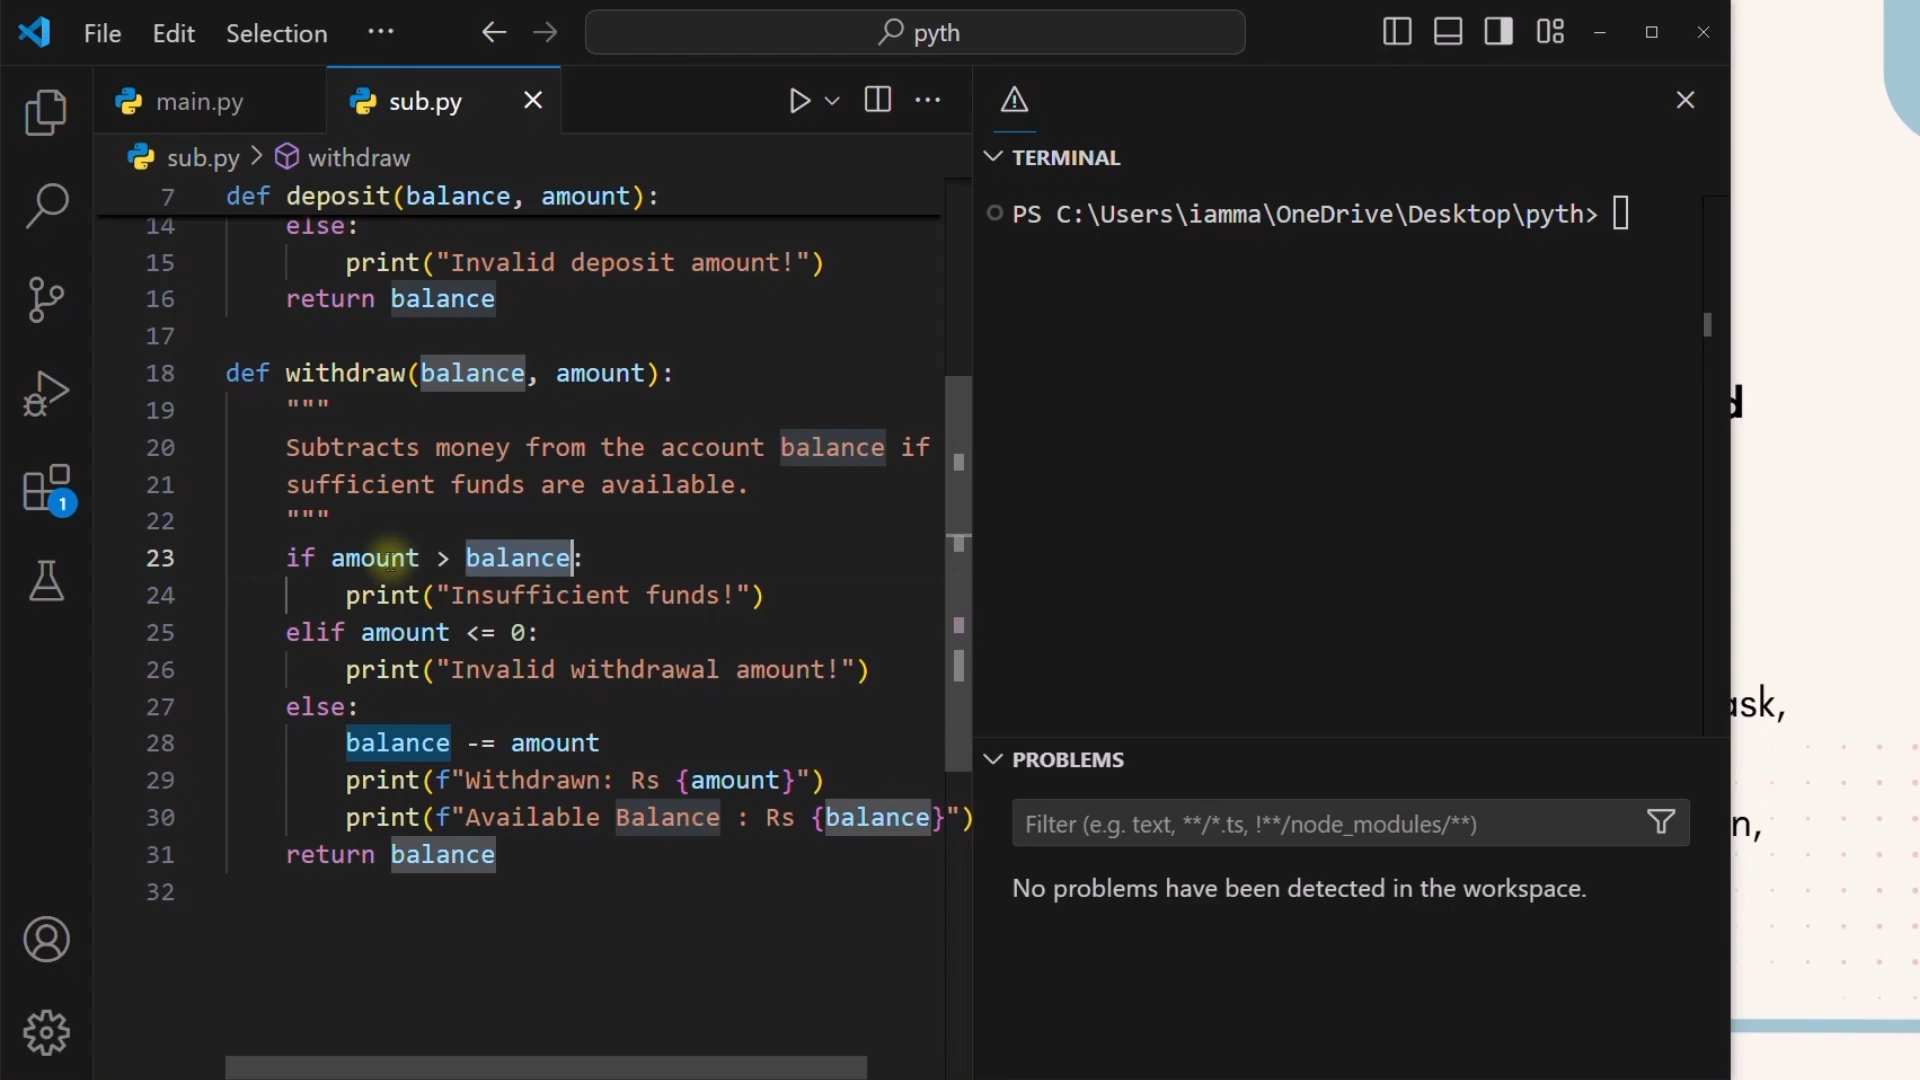 File Edit Selection ··· pyth
main.py sub.py
sub.py > withdraw
7 def deposit(balance, amount):
14 else:
15 print("Invalid deposit amount!")
16 return balance
17
18 def withdraw(balance, amount):
19 """
20 Subtracts money from the account balance if
21 sufficient funds are available.
22 """
23 if amount > balance:
24 print("Insufficient funds!")
25 elif amount <= 0:
26 print("Invalid withdrawal amount!")
27 else:
28 balance -= amount
29 print(f"Withdrawn: Rs {amount}")
30 print(f"Available Balance : Rs {balance}")
31 return balance
32
1
TERMINAL
PS C:\Users\iamma\OneDrive\Desktop\pyth>
PROBLEMS
Filter (e.g. text, **/*.ts, !**/node_modules/**)
No problems have been detected in the workspace.